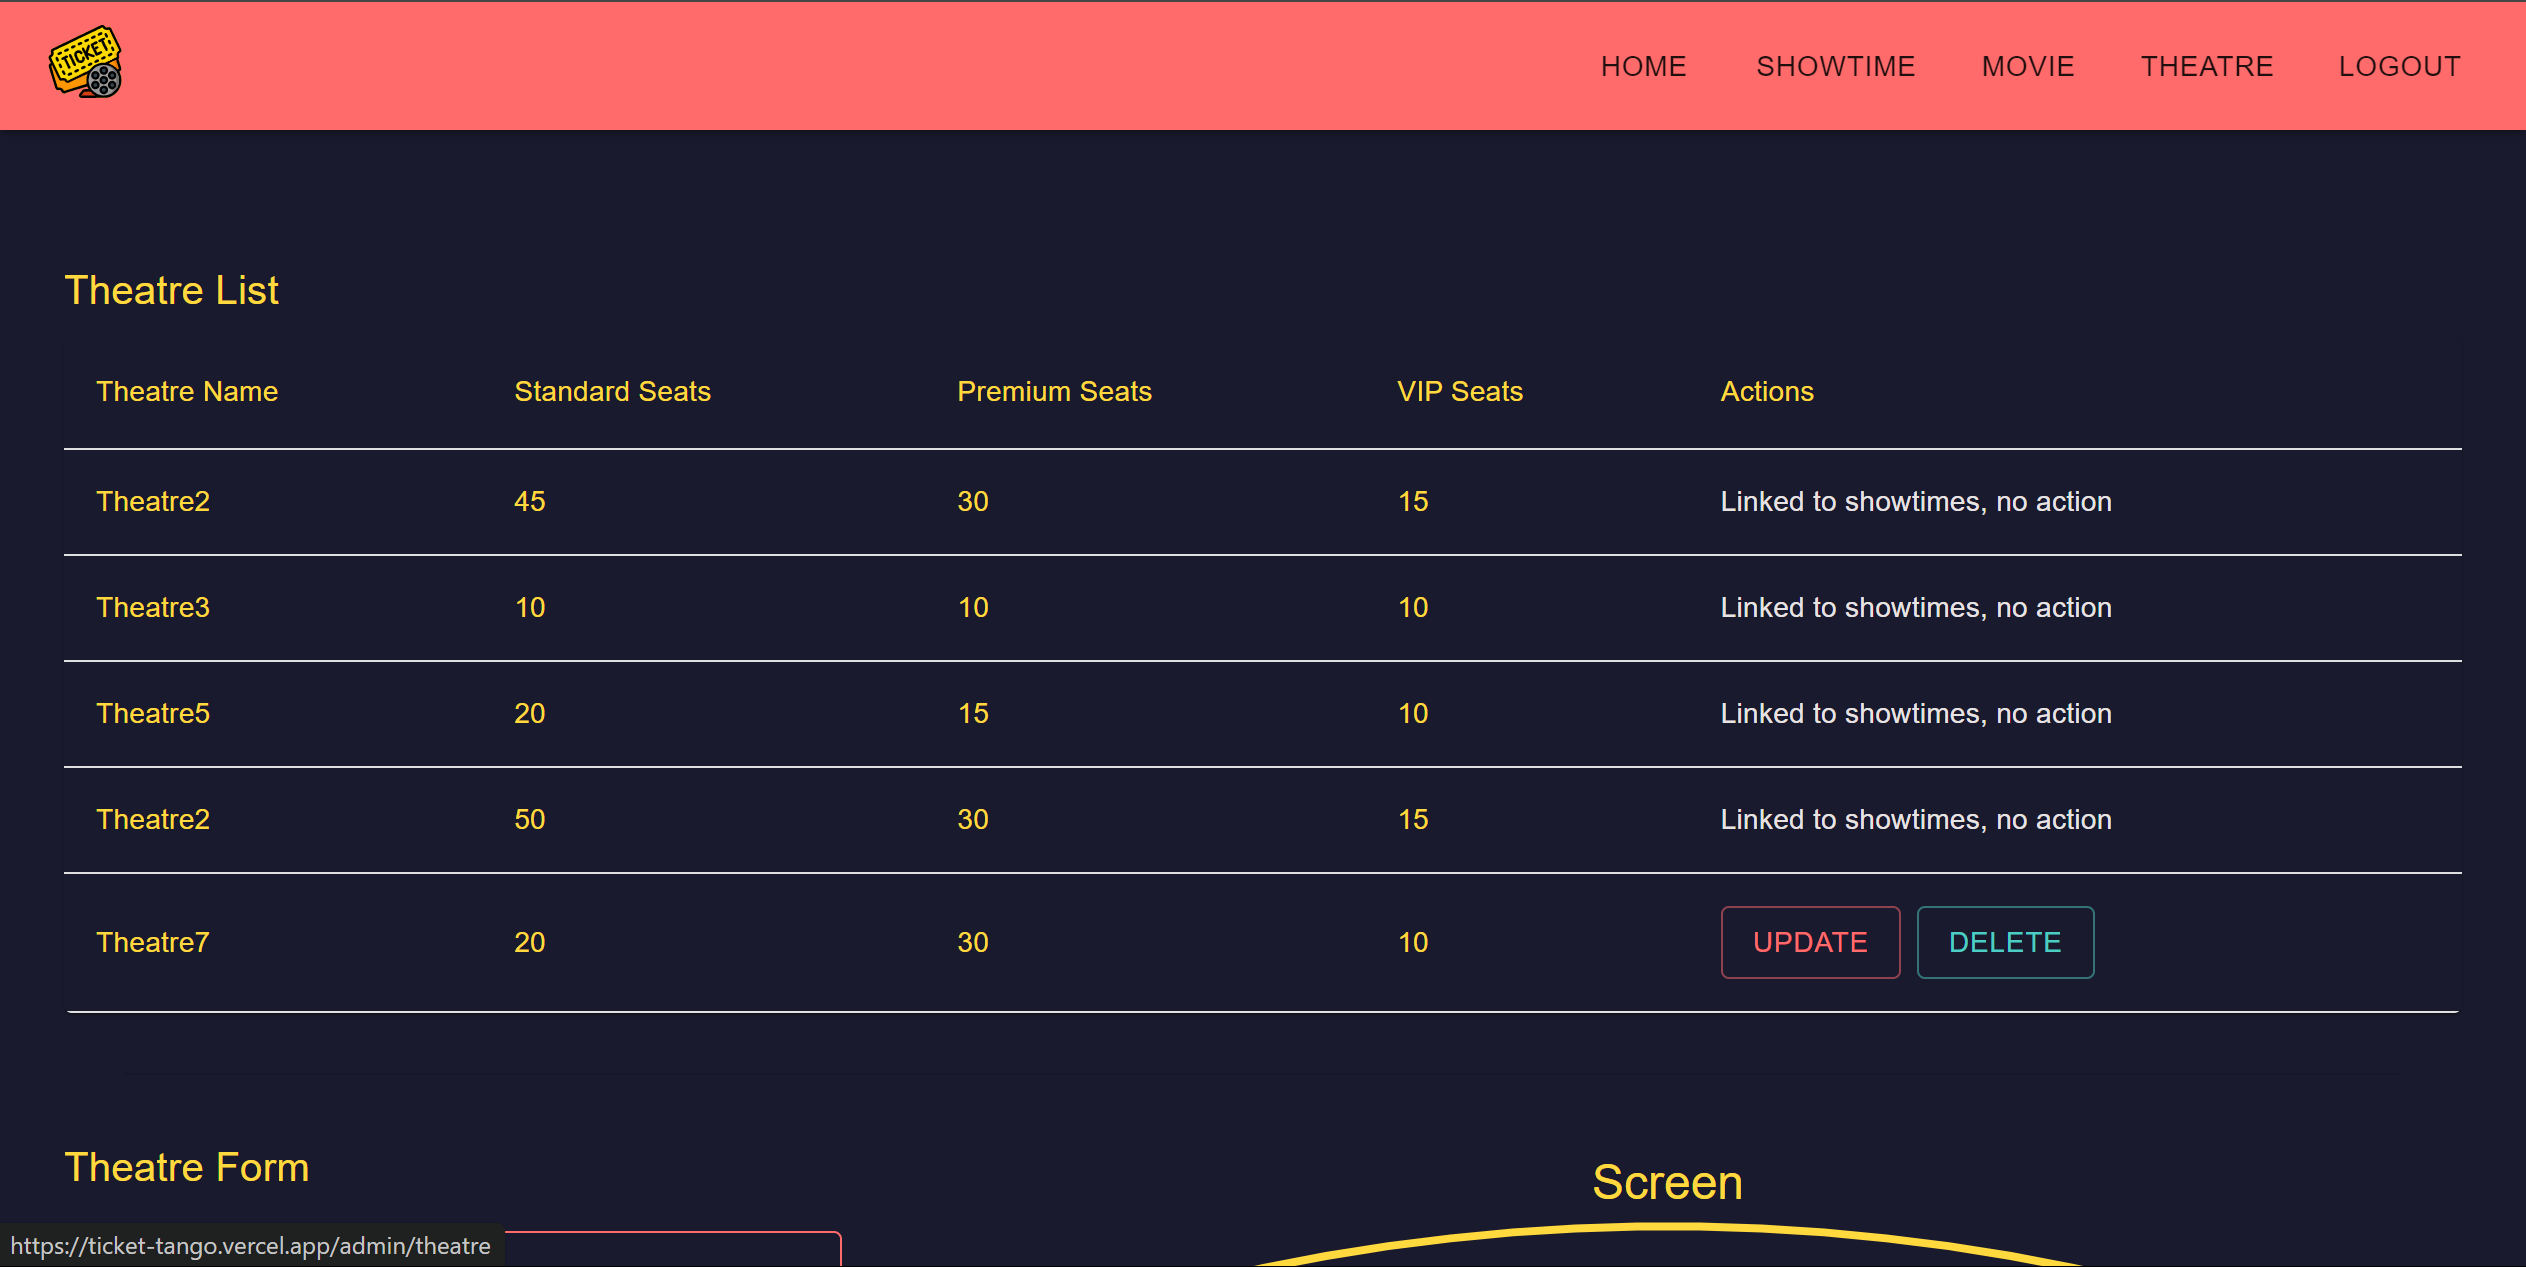 TICKET
HOME SHOWTIME MOVIE THEATRE LOGOUT
Theatre List
Theatre Name Standard Seats Premium Seats VIP Seats Actions
Theatre2 45 30 15 Linked to showtimes, no action
Theatre3 10 10 10 Linked to showtimes, no action
Theatre5 20 15 10 Linked to showtimes, no action
Theatre2 50 30 15 Linked to showtimes, no action
Theatre7 20 30 10 UPDATE DELETE
Theatre Form
Screen
https://ticket-tango.vercel.app/admin/theatre